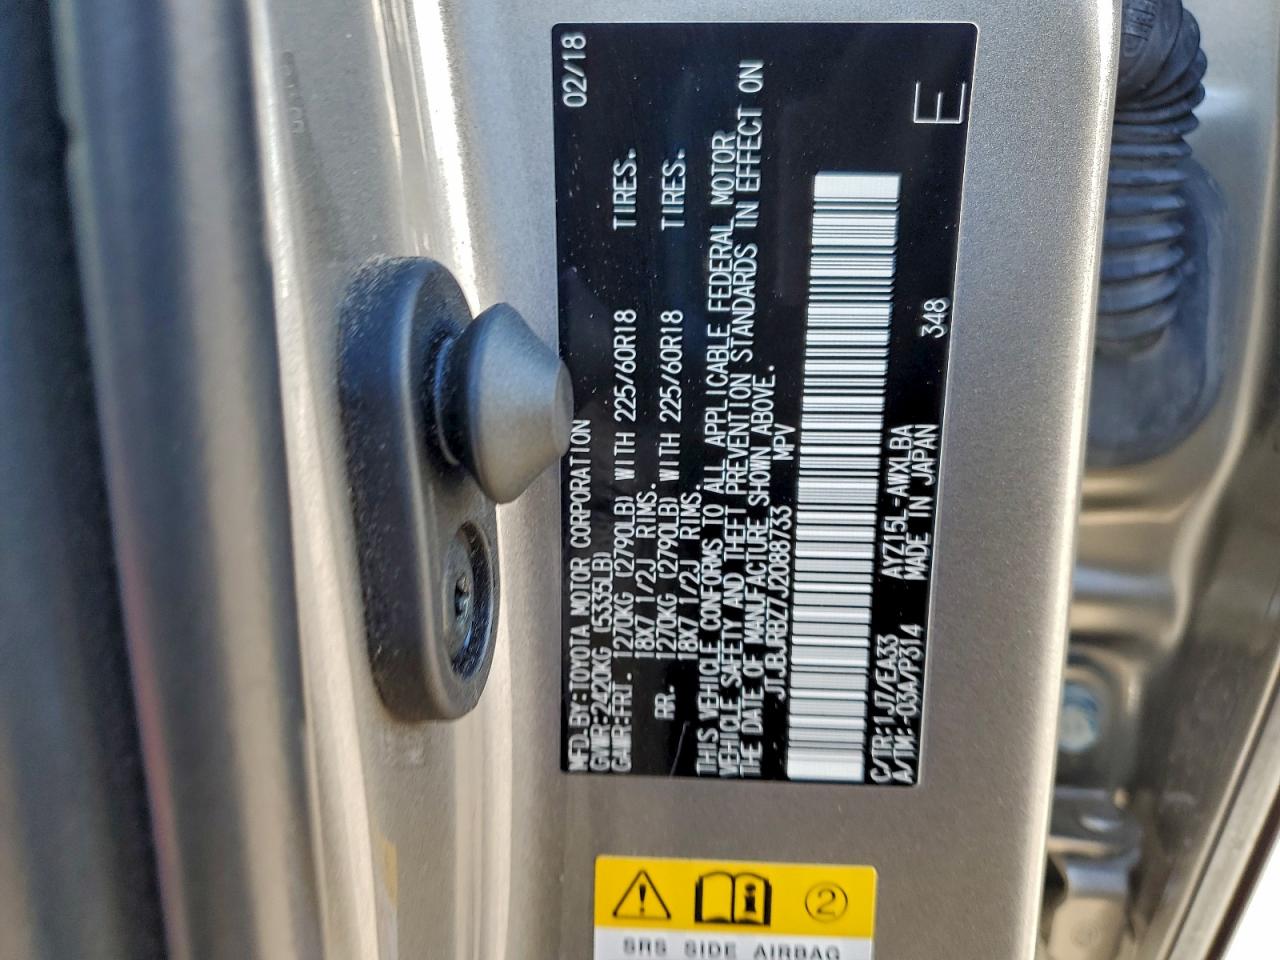 MFD.BY:TOYOTA MOTOR CORPORATION 02/18
GVWR:2420KG (5335LB)
GAWR:FRT. 1270KG (2790LB) WITH 225/60R18 TIRES.
18X7 1/2J RIMS.
RR. 1270KG (2790LB) WITH 225/60R18 TIRES.
18X7 1/2J RIMS.
THIS VEHICLE CONFORMS TO ALL APPLICABLE FEDERAL MOTOR
VEHICLE SAFETY AND THEFT PREVENTION STANDARDS IN EFFECT ON
THE DATE OF MANUFACTURE SHOWN ABOVE.
JTJBJRBZ7J2088733 MPV
C/TR:1J7/EA33 AYZ15L-AWXLBA 348
A/TM:-03A/P314 MADE IN JAPAN
E
2
SRS SIDE AIRBAG